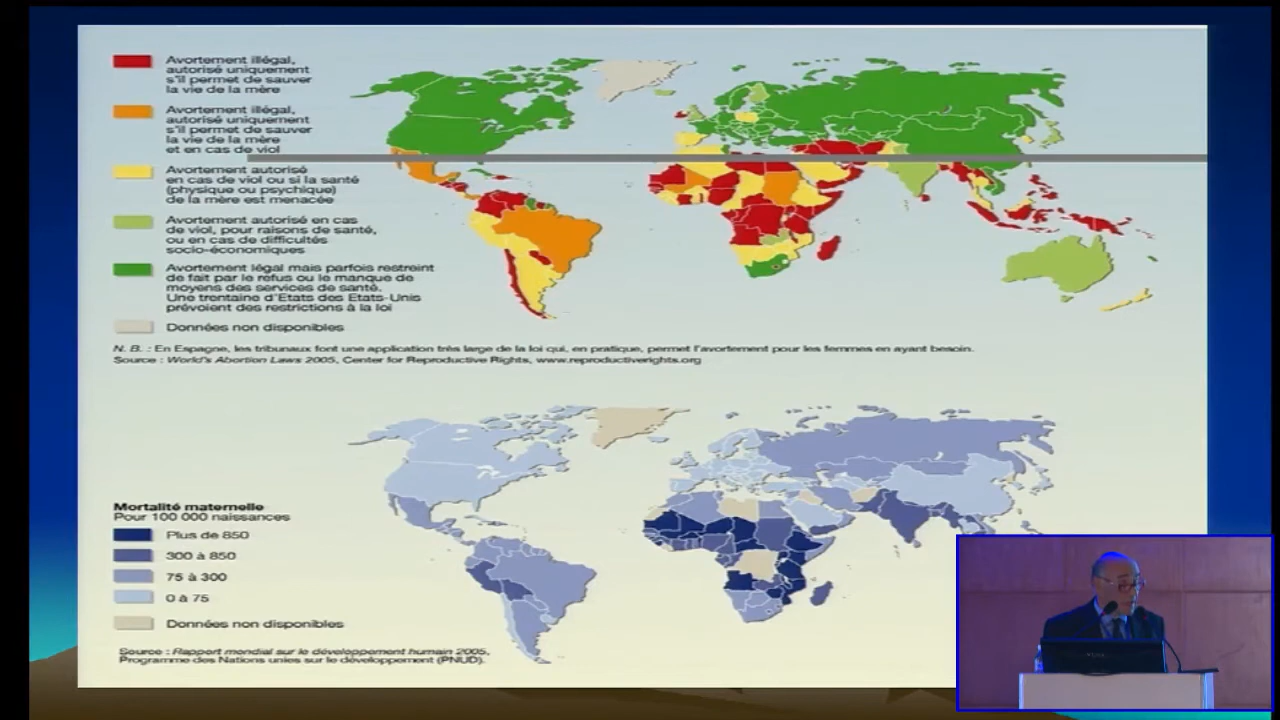 Avortement illégal,
autorisé uniquement
s'il permet de sauver
la vie de la mère
Avortement illégal,
autorisé uniquement
s'il permet de sauver
la vie de la mère
et en cas de viol
Avortement autorisé
en cas de viol ou si la santé
(physique ou psychique)
de la mère est menacée
Avortement autorisé en cas
de viol, pour raisons de santé,
ou en cas de difficultés
socio-économiques
Avortement légal mais parfois restreint
de fait par le refus ou le manque de
moyens des services de santé.
Une trentaine d'Etats des Etats-Unis
prévoient des restrictions à la loi
Données non disponibles
N. B. : En Espagne, les tribunaux font une application très large de la loi qui, en pratique, permet l'avortement pour les femmes en ayant besoin.
Source : World's Abortion Laws 2005, Center for Reproductive Rights, www.reproductiverights.org
Mortalité maternelle
Pour 100 000 naissances
Plus de 850
300 à 850
75 à 300
0 à 75
Données non disponibles
Source : Rapport mondial sur le développement humain 2005,
Programme des Nations unies sur le développement (PNUD).